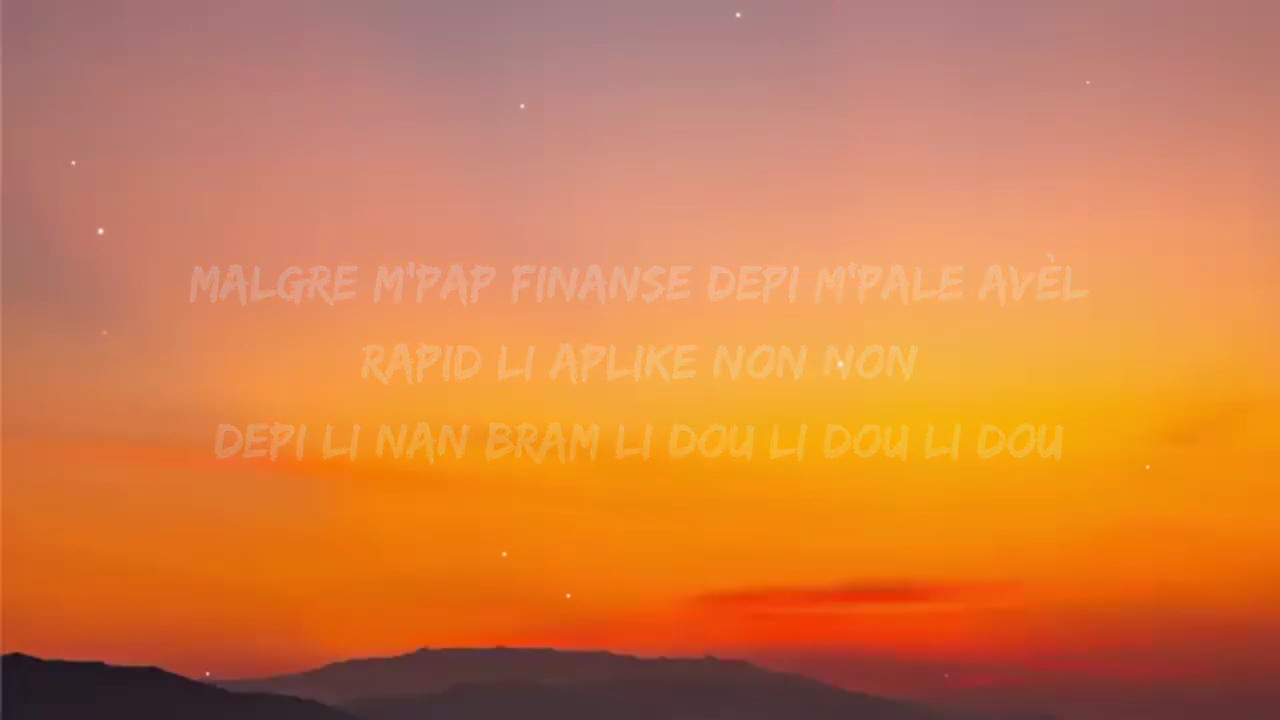 MALGRE M'PAP FINANSE DEPI M'PALE AVÈL
RAPID LI APLIKE NON NON
DEPI LI NAN BRAM LI DOU LI DOU LI DOU